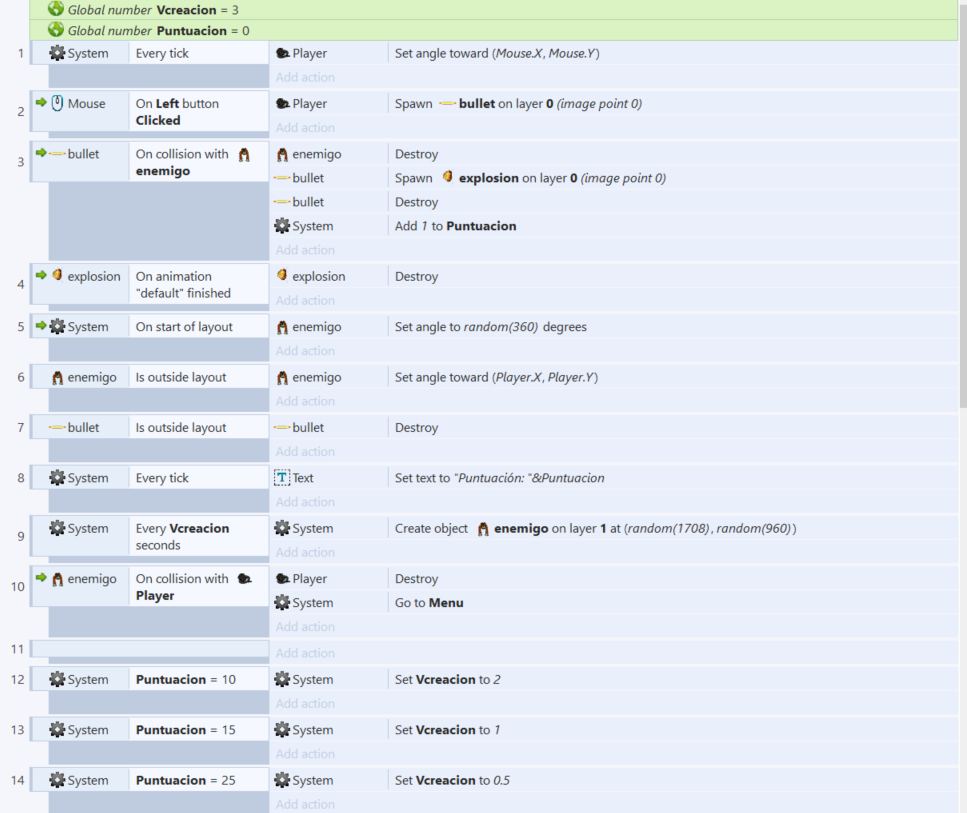 Global number Vcreacion = 3
Global number Puntuacion = 0
1 System Every tick Player Set angle toward (Mouse.X, Mouse.Y)
Add action
2 Mouse On Left button Clicked Player Spawn bullet on layer 0 (image point 0)
Add action
3 bullet On collision with enemigo enemigo Destroy
bullet Spawn explosion on layer 0 (image point 0)
bullet Destroy
System Add 1 to Puntuacion
Add action
4 explosion On animation "default" finished explosion Destroy
Add action
5 System On start of layout enemigo Set angle to random(360) degrees
Add action
6 enemigo Is outside layout enemigo Set angle toward (Player.X, Player.Y)
Add action
7 bullet Is outside layout bullet Destroy
Add action
8 System Every tick Text Set text to "Puntuación: "&Puntuacion
Add action
9 System Every Vcreacion seconds System Create object enemigo on layer 1 at (random(1708), random(960))
Add action
10 enemigo On collision with Player Player Destroy
System Go to Menu
Add action
11 Add action
12 System Puntuacion = 10 System Set Vcreacion to 2
Add action
13 System Puntuacion = 15 System Set Vcreacion to 1
Add action
14 System Puntuacion = 25 System Set Vcreacion to 0.5
Add action